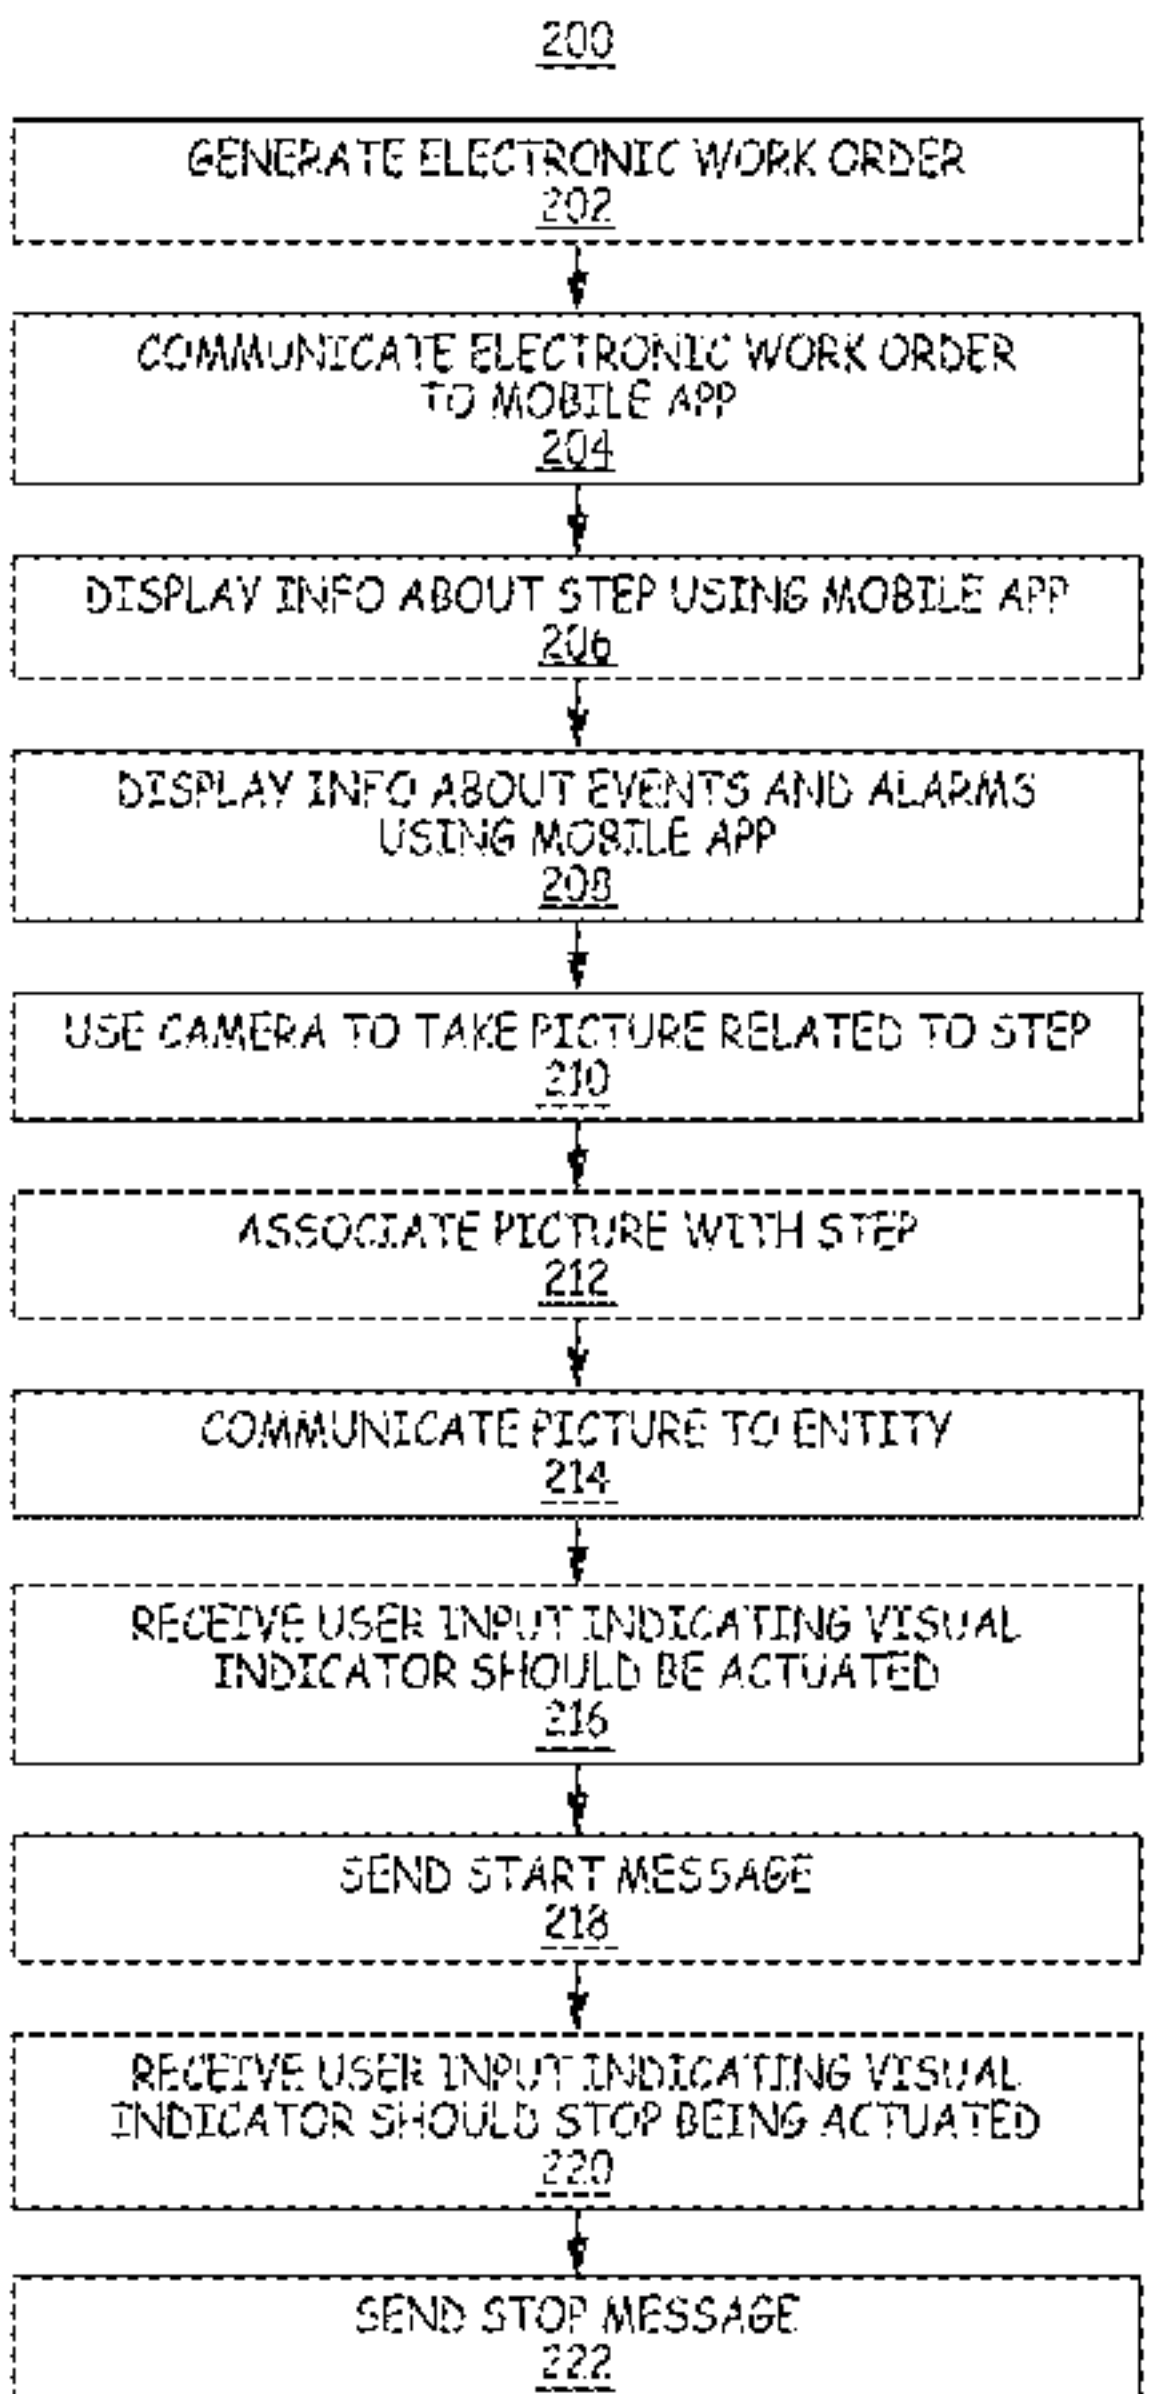 200
GENERATE ELECTRONIC WORK ORDER
202
COMMUNICATE ELECTRONIC WORK ORDER
TO MOBILE APP
204
DISPLAY INFO ABOUT STEP USING MOBILE APP
206
DISPLAY INFO ABOUT EVENTS AND ALARMS
USING MOBILE APP
208
USE CAMERA TO TAKE PICTURE RELATED TO STEP
210
ASSOCIATE PICTURE WITH STEP
212
COMMUNICATE PICTURE TO ENTITY
214
RECEIVE USER INPUT INDICATING VISUAL
INDICATOR SHOULD BE ACTUATED
216
SEND START MESSAGE
218
RECEIVE USER INPUT INDICATING VISUAL
INDICATOR SHOULD STOP BEING ACTUATED
220
SEND STOP MESSAGE
222